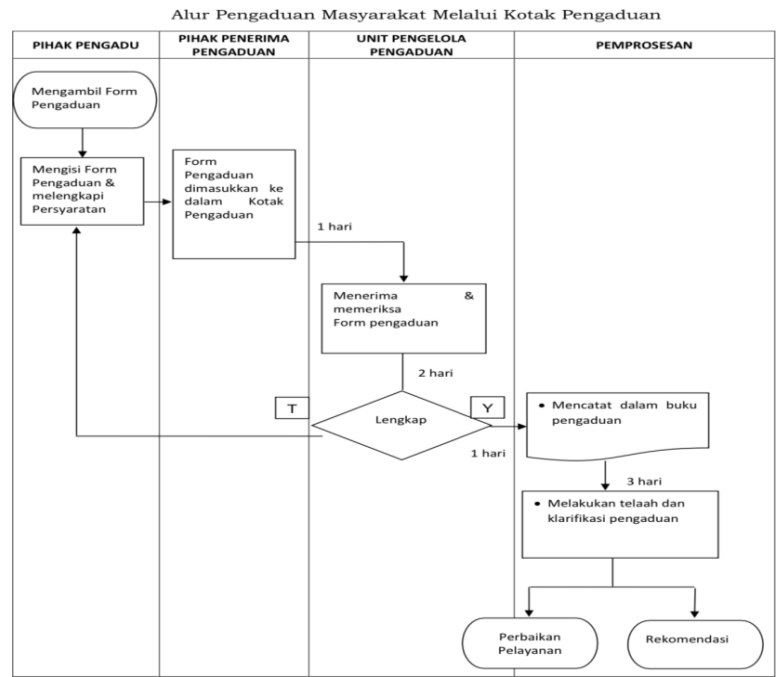 Alur Pengaduan Masyarakat Melalui Kotak Pengaduan
PIHAK PENGADU
PIHAK PENERIMA
PENGADUAN
UNIT PENGELOLA
PENGADUAN
PEMPROSESAN
Mengambil Form
Pengaduan
Mengisi Form
Pengaduan &
melengkapi
Persyaratan
Form
Pengaduan
dimasukkan ke
dalam Kotak
Pengaduan
1 hari
Menerima &
memeriksa
Form pengaduan
2 hari
T
Lengkap
Y
1 hari
• Mencatat dalam buku
pengaduan
3 hari
• Melakukan telaah dan
klarifikasi pengaduan
Perbaikan
Pelayanan
Rekomendasi